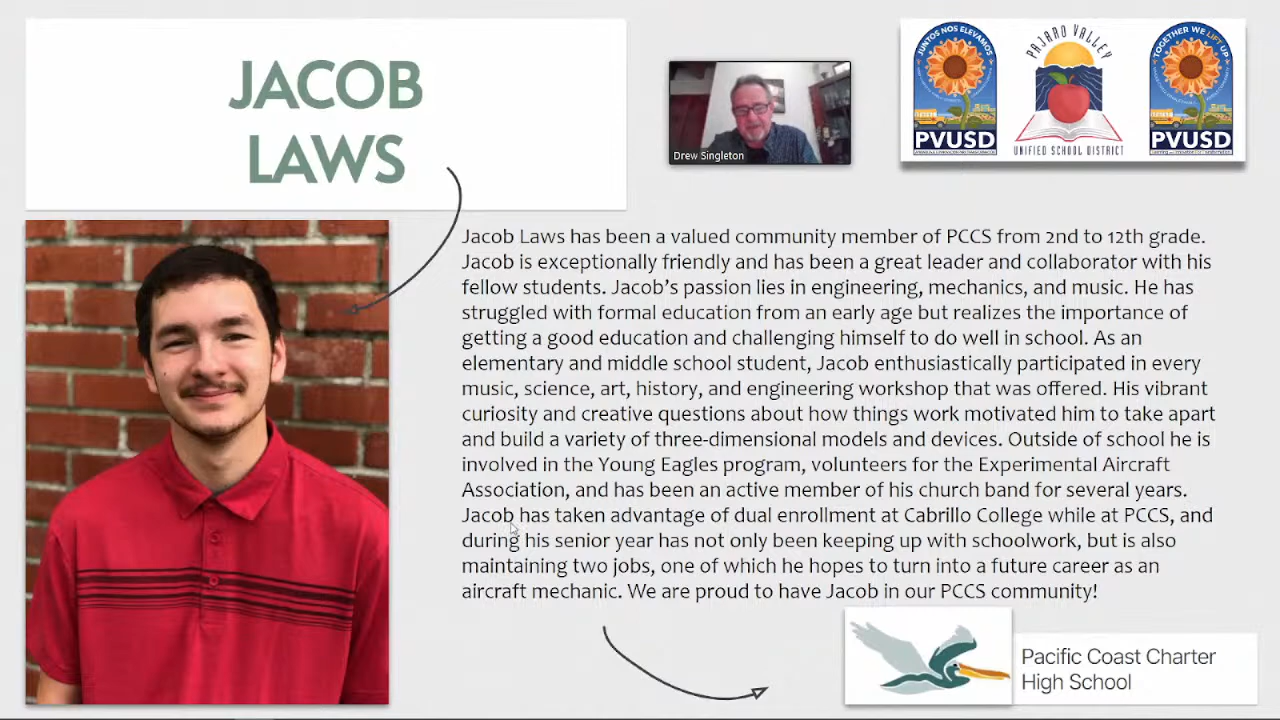 JACOB
LAWS
Drew Singleton
JUNTOS NOS ELEVAMOS
PVUSD
PAJARO VALLEY
UNIFIED SCHOOL DISTRICT
TOGETHER WE LIFT UP
PVUSD
Jacob Laws has been a valued community member of PCCS from 2nd to 12th grade.
Jacob is exceptionally friendly and has been a great leader and collaborator with his
fellow students. Jacob’s passion lies in engineering, mechanics, and music. He has
struggled with formal education from an early age but realizes the importance of
getting a good education and challenging himself to do well in school. As an
elementary and middle school student, Jacob enthusiastically participated in every
music, science, art, history, and engineering workshop that was offered. His vibrant
curiosity and creative questions about how things work motivated him to take apart
and build a variety of three-dimensional models and devices. Outside of school he is
involved in the Young Eagles program, volunteers for the Experimental Aircraft
Association, and has been an active member of his church band for several years.
Jacob has taken advantage of dual enrollment at Cabrillo College while at PCCS, and
during his senior year has not only been keeping up with schoolwork, but is also
maintaining two jobs, one of which he hopes to turn into a future career as an
aircraft mechanic. We are proud to have Jacob in our PCCS community!
Pacific Coast Charter
High School